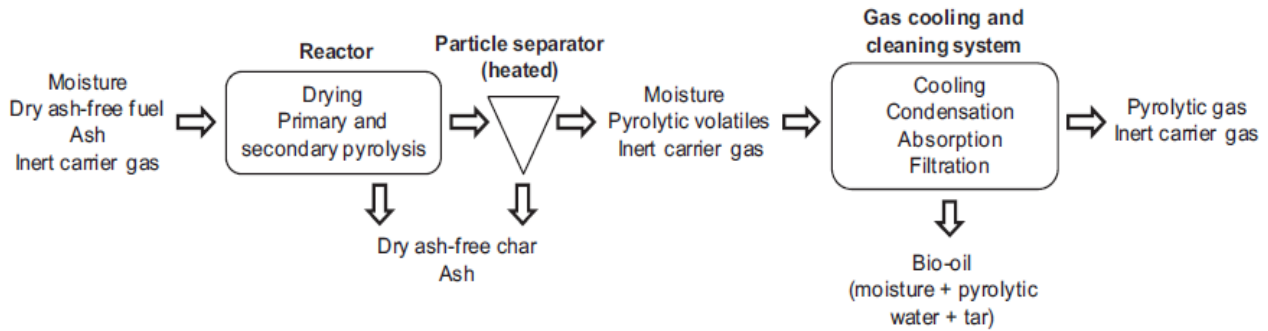 Moisture
Dry ash-free fuel
Ash
Inert carrier gas
Reactor
Drying
Primary and
secondary pyrolysis
Particle separator
(heated)
Dry ash-free char
Ash
Moisture
Pyrolytic volatiles
Inert carrier gas
Gas cooling and
cleaning system
Cooling
Condensation
Absorption
Filtration
Bio-oil
(moisture + pyrolytic
water + tar)
Pyrolytic gas
Inert carrier gas